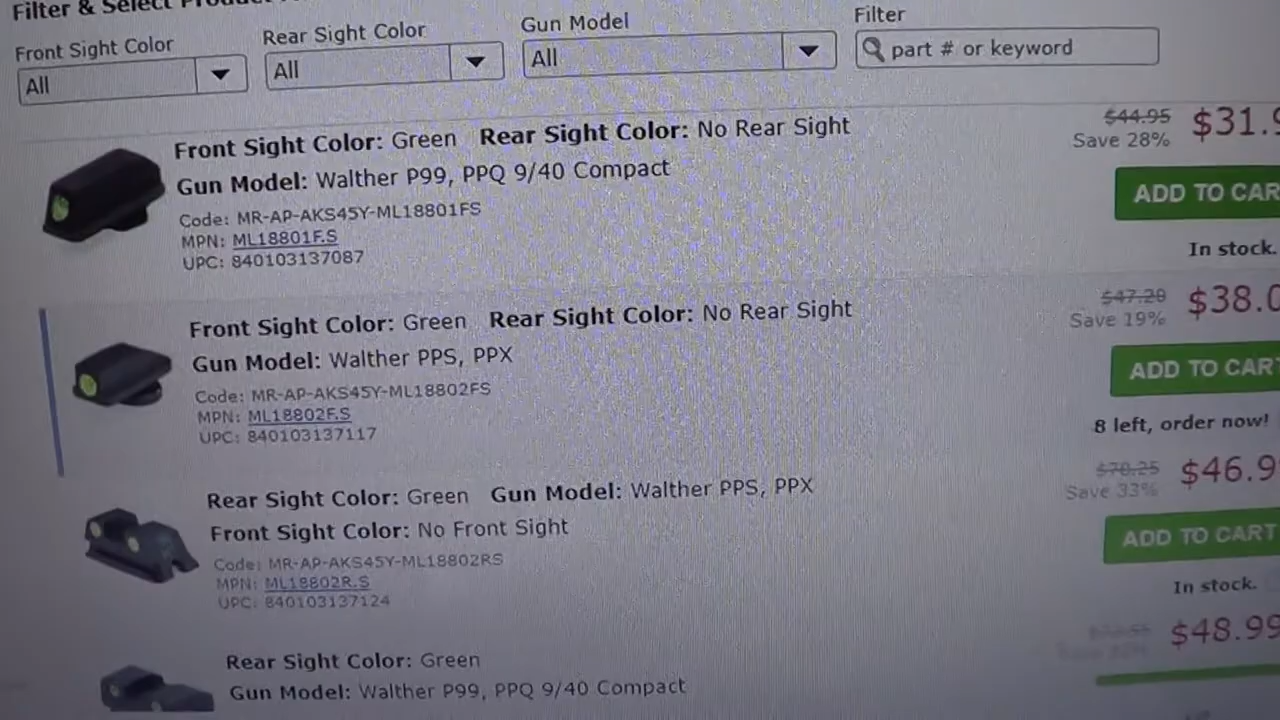 Filter & Select Product
Front Sight Color
Rear Sight Color
Gun Model
Filter
All
All
All
part # or keyword
Front Sight Color: Green Rear Sight Color: No Rear Sight
Gun Model: Walther P99, PPQ 9/40 Compact
Code: MR-AP-AKS45Y-ML18801FS
MPN: ML18801F.S
UPC: 840103137087
$44.95
Save 28%
$31.9
ADD TO CAR
In stock.
Front Sight Color: Green Rear Sight Color: No Rear Sight
Gun Model: Walther PPS, PPX
Code: MR-AP-AKS45Y-ML18802FS
MPN: ML18802F.S
UPC: 840103137117
$47.20
Save 19%
$38.0
ADD TO CART
8 left, order now!
Rear Sight Color: Green Gun Model: Walther PPS, PPX
Front Sight Color: No Front Sight
Code: MR-AP-AKS45Y-ML18802RS
MPN: ML18802R.S
UPC: 840103137124
$70.25
Save 33%
$46.9
ADD TO CART
In stock.
Rear Sight Color: Green
Gun Model: Walther P99, PPQ 9/40 Compact
$48.99